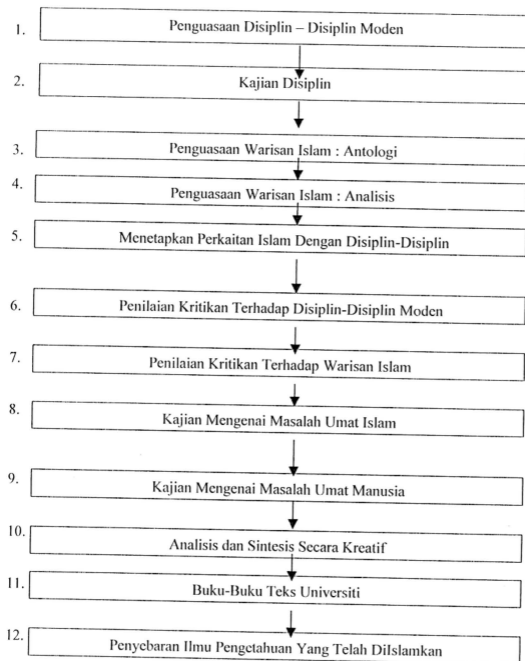 1. Penguasaan Disiplin – Disiplin Moden
2. Kajian Disiplin
3. Penguasaan Warisan Islam : Antologi
4. Penguasaan Warisan Islam : Analisis
5. Menetapkan Perkaitan Islam Dengan Disiplin-Disiplin
6. Penilaian Kritikan Terhadap Disiplin-Disiplin Moden
7. Penilaian Kritikan Terhadap Warisan Islam
8. Kajian Mengenai Masalah Umat Islam
9. Kajian Mengenai Masalah Umat Manusia
10. Analisis dan Sintesis Secara Kreatif
11. Buku-Buku Teks Universiti
12. Penyebaran Ilmu Pengetahuan Yang Telah DiIslamkan